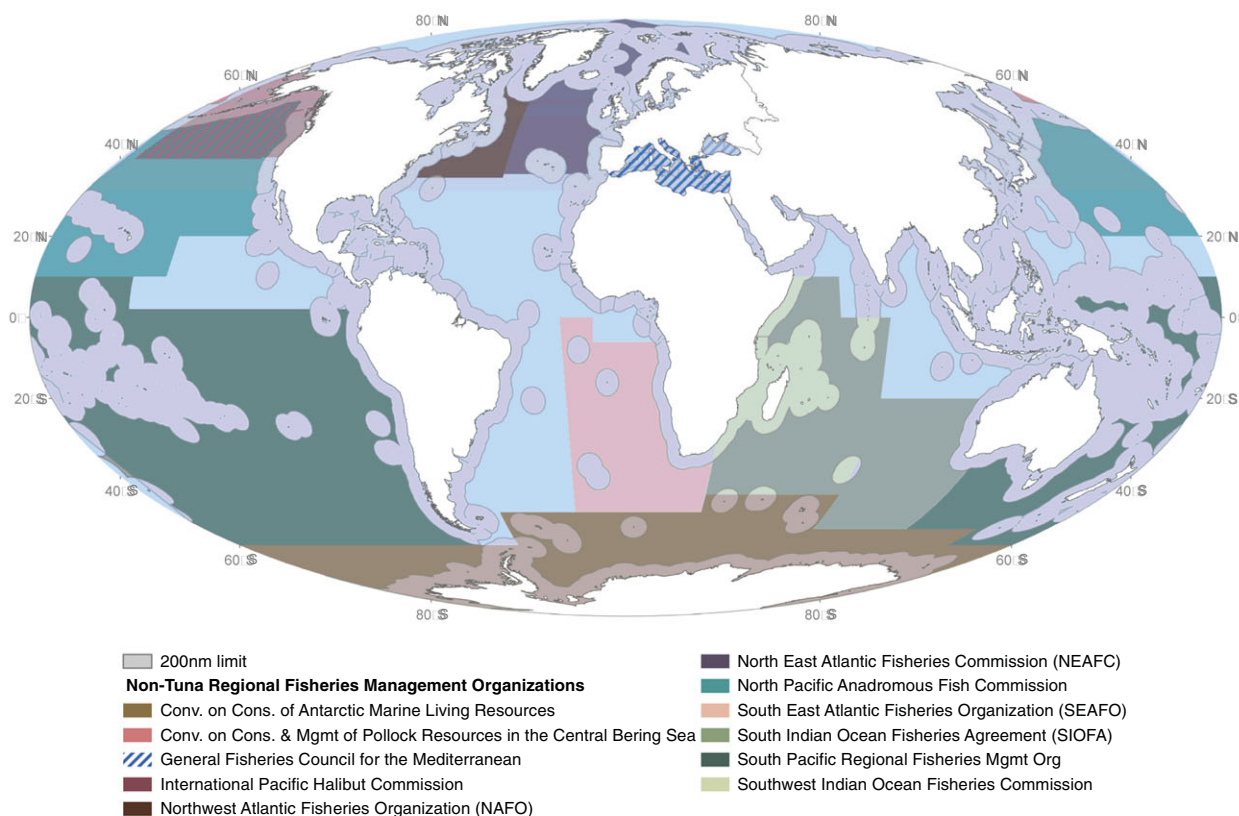 80□N 80□N
60□N 60□N
40□N 40□N
20□N 20□N
0□ 0□
20□S 20□S
40□S 40□S
60□S 60□S
80□S 80□S
200nm limit
Non-Tuna Regional Fisheries Management Organizations
Conv. on Cons. of Antarctic Marine Living Resources
Conv. on Cons. & Mgmt of Pollock Resources in the Central Bering Sea
General Fisheries Council for the Mediterranean
International Pacific Halibut Commission
Northwest Atlantic Fisheries Organization (NAFO)
North East Atlantic Fisheries Commission (NEAFC)
North Pacific Anadromous Fish Commission
South East Atlantic Fisheries Organization (SEAFO)
South Indian Ocean Fisheries Agreement (SIOFA)
South Pacific Regional Fisheries Mgmt Org
Southwest Indian Ocean Fisheries Commission